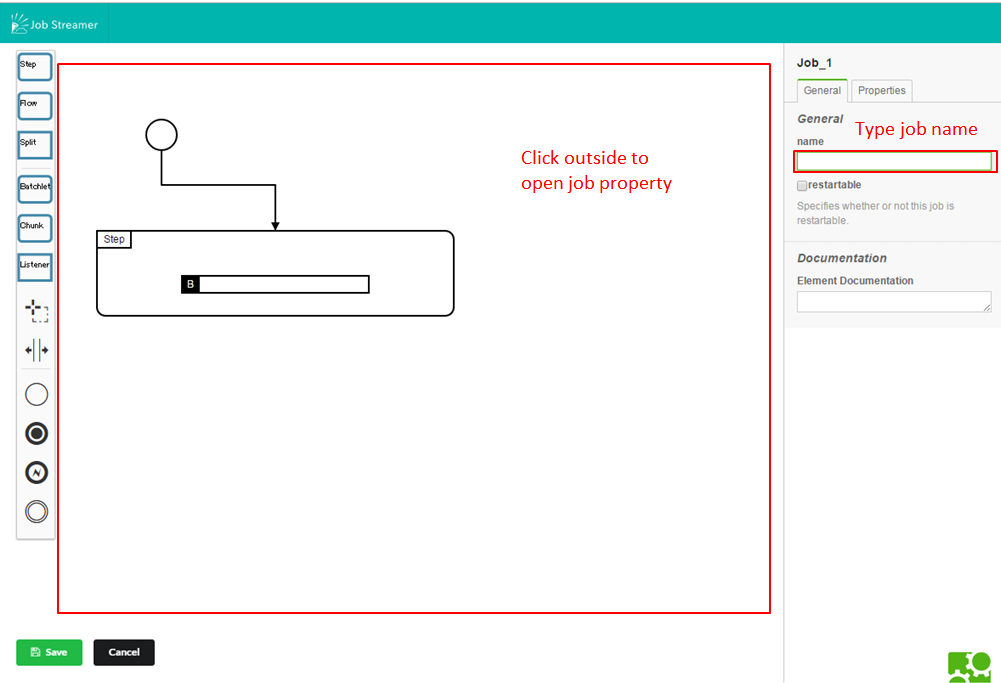 Job Streamer
Step
Flow
Split
Batchlet
Chunk
Listener
Step
B
Click outside to
open job property
Save
Cancel
Job_1
General
Properties
General
Type job name
name
restartable
Specifies whether or not this job is
restartable.
Documentation
Element Documentation